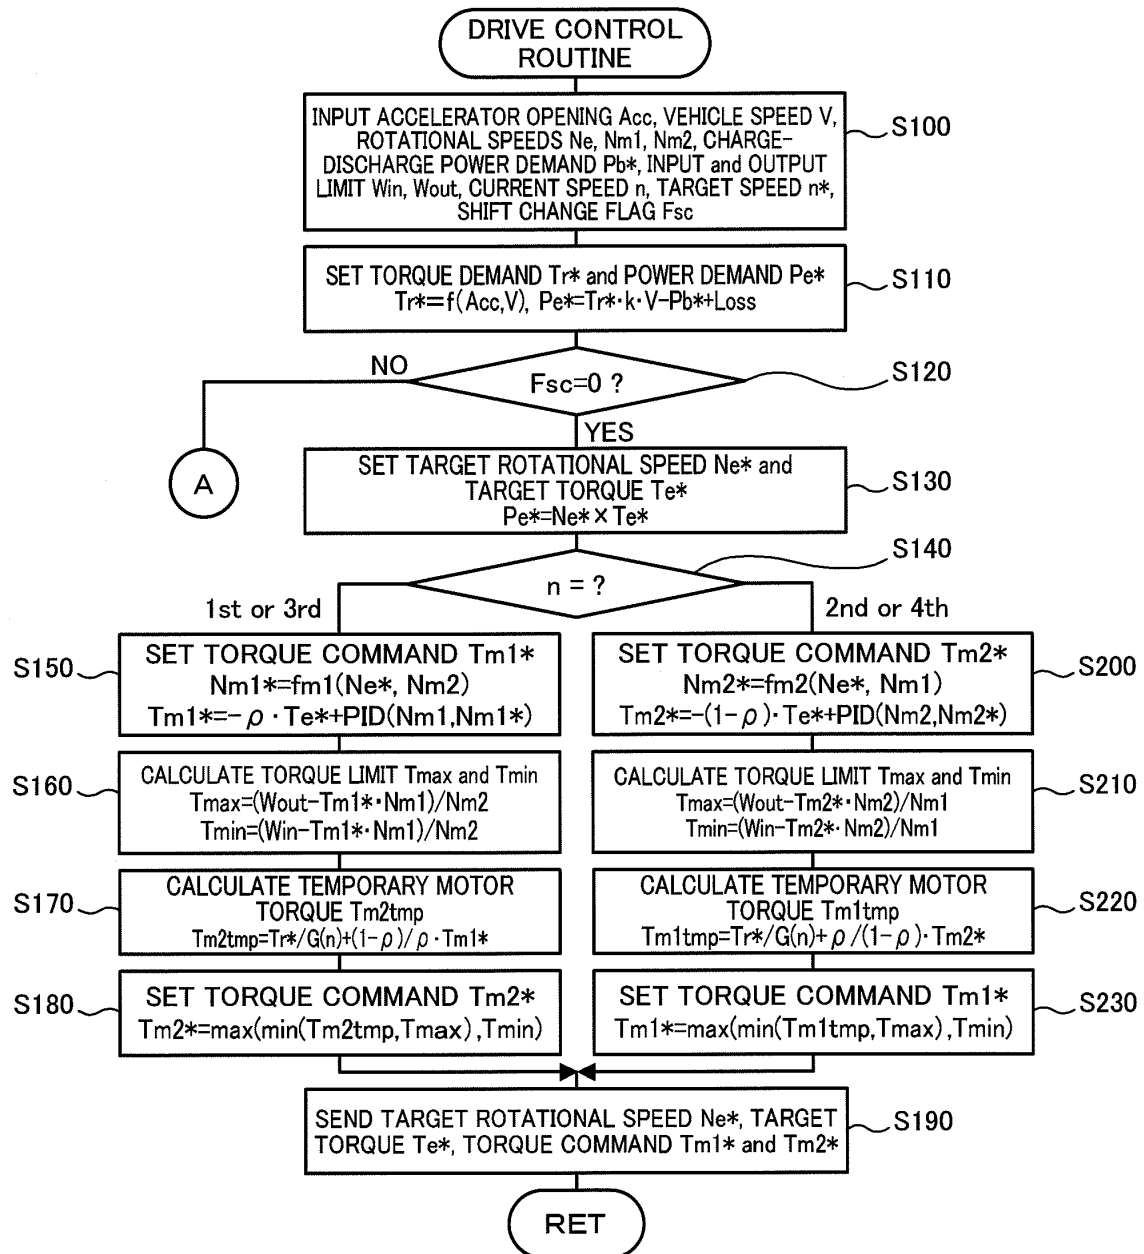 DRIVE CONTROL
ROUTINE
INPUT ACCELERATOR OPENING Acc, VEHICLE SPEED V,
ROTATIONAL SPEEDS Ne, Nm1, Nm2, CHARGE-
DISCHARGE POWER DEMAND Pb*, INPUT and OUTPUT
LIMIT Win, Wout, CURRENT SPEED n, TARGET SPEED n*,
SHIFT CHANGE FLAG Fsc
S100
SET TORQUE DEMAND Tr* and POWER DEMAND Pe*
Tr*=f(Acc,V), Pe*=Tr*·k·V-Pb*+Loss
S110
Fsc=0 ?
S120
NO
YES
A
SET TARGET ROTATIONAL SPEED Ne* and
TARGET TORQUE Te*
Pe*=Ne*×Te*
S130
n = ?
S140
1st or 3rd
2nd or 4th
S150
SET TORQUE COMMAND Tm1*
Nm1*=fm1(Ne*, Nm2)
Tm1*=-ρ·Te*+PID(Nm1,Nm1*)
SET TORQUE COMMAND Tm2*
Nm2*=fm2(Ne*, Nm1)
Tm2*=-(1-ρ)·Te*+PID(Nm2,Nm2*)
S200
S160
CALCULATE TORQUE LIMIT Tmax and Tmin
Tmax=(Wout-Tm1*·Nm1)/Nm2
Tmin=(Win-Tm1*·Nm1)/Nm2
CALCULATE TORQUE LIMIT Tmax and Tmin
Tmax=(Wout-Tm2*·Nm2)/Nm1
Tmin=(Win-Tm2*·Nm2)/Nm1
S210
S170
CALCULATE TEMPORARY MOTOR
TORQUE Tm2tmp
Tm2tmp=Tr*/G(n)+(1-ρ)/ρ·Tm1*
CALCULATE TEMPORARY MOTOR
TORQUE Tm1tmp
Tm1tmp=Tr*/G(n)+ρ/(1-ρ)·Tm2*
S220
S180
SET TORQUE COMMAND Tm2*
Tm2*=max(min(Tm2tmp,Tmax),Tmin)
SET TORQUE COMMAND Tm1*
Tm1*=max(min(Tm1tmp,Tmax),Tmin)
S230
SEND TARGET ROTATIONAL SPEED Ne*, TARGET
TORQUE Te*, TORQUE COMMAND Tm1* and Tm2*
S190
RET